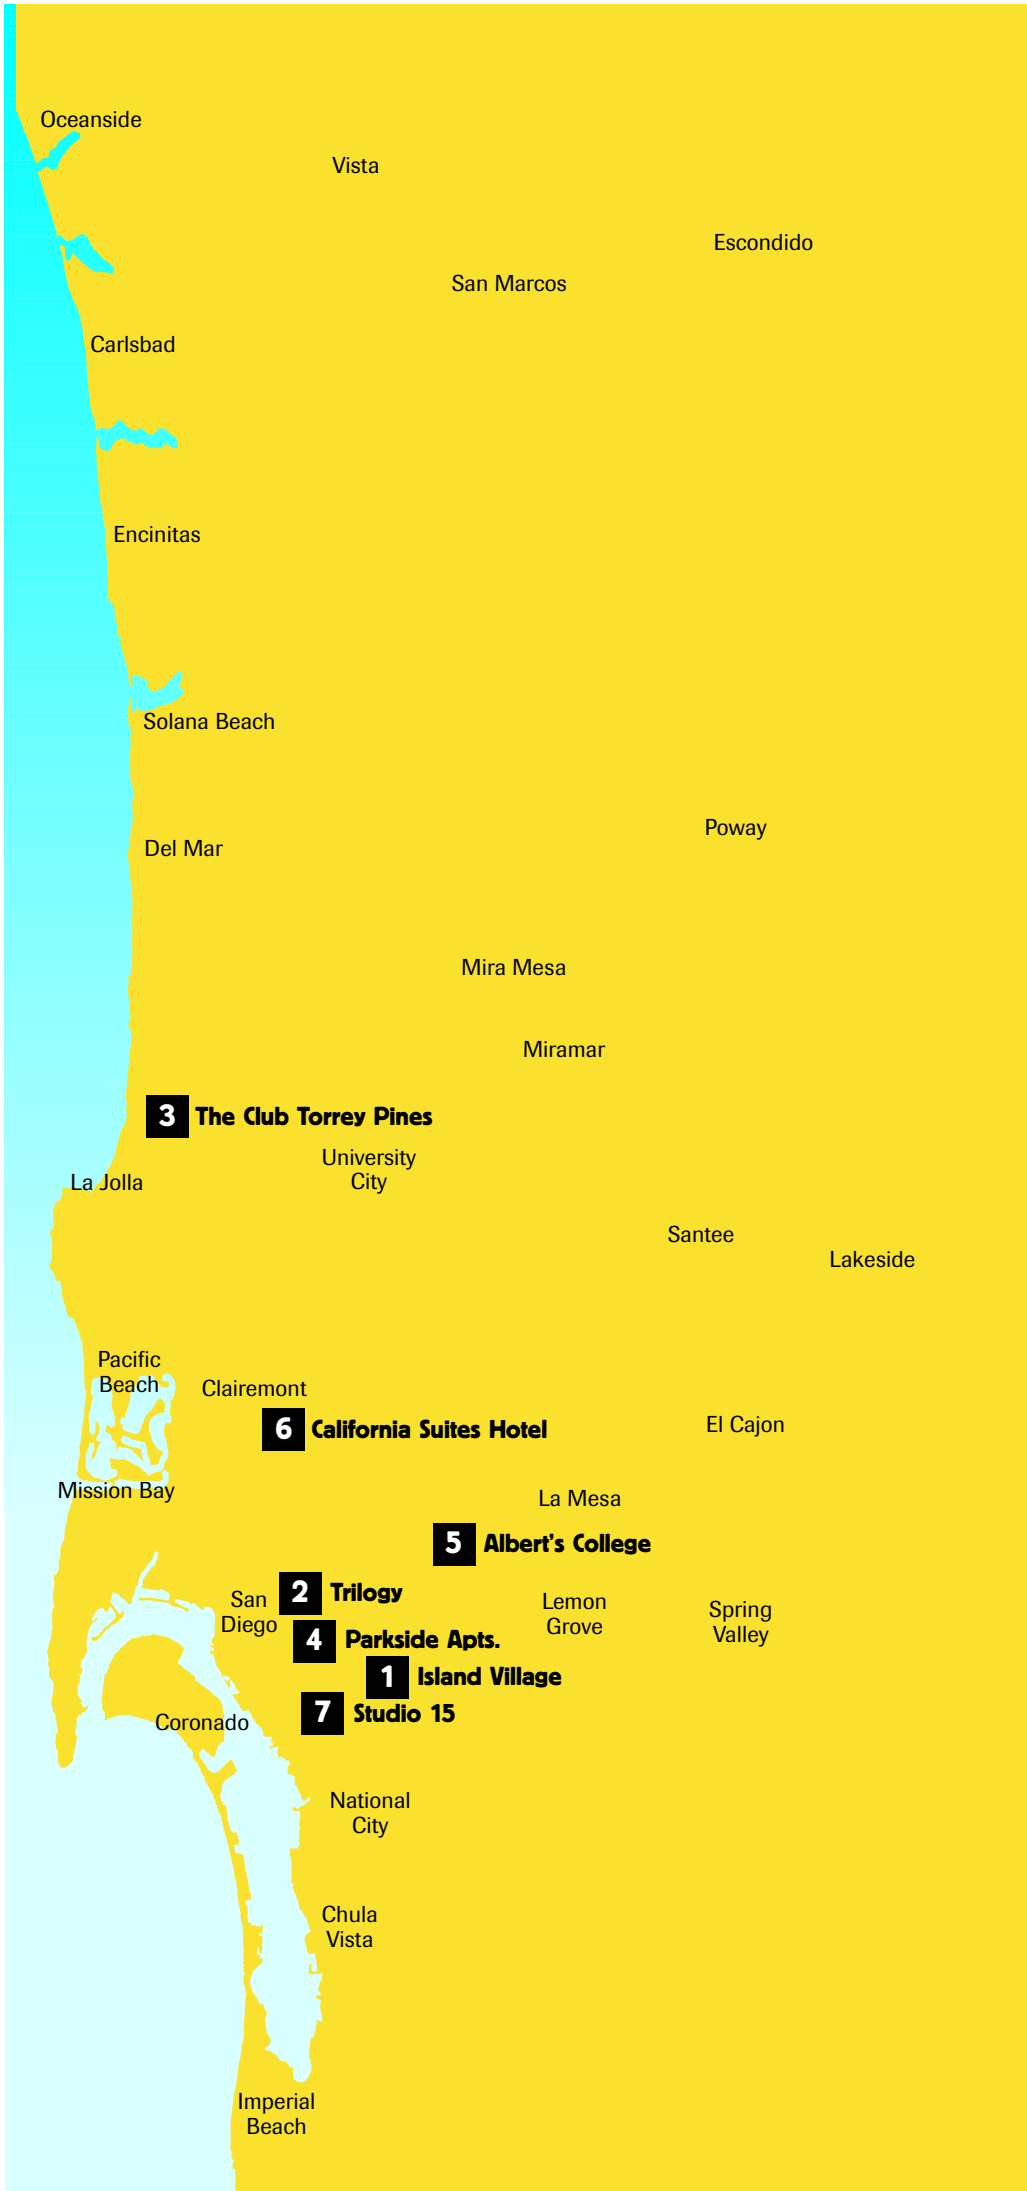 Oceanside
Vista
Escondido
San Marcos
Carlsbad
Encinitas
Solana Beach
Poway
Del Mar
Mira Mesa
Miramar
3 The Club Torrey Pines
University
City
La Jolla
Santee
Lakeside
Pacific
Beach
Clairemont
6 California Suites Hotel
El Cajon
Mission Bay
La Mesa
5 Albert's College
2 Trilogy
San
Diego
Lemon
Grove
Spring
Valley
4 Parkside Apts.
1 Island Village
7 Studio 15
Coronado
National
City
Chula
Vista
Imperial
Beach